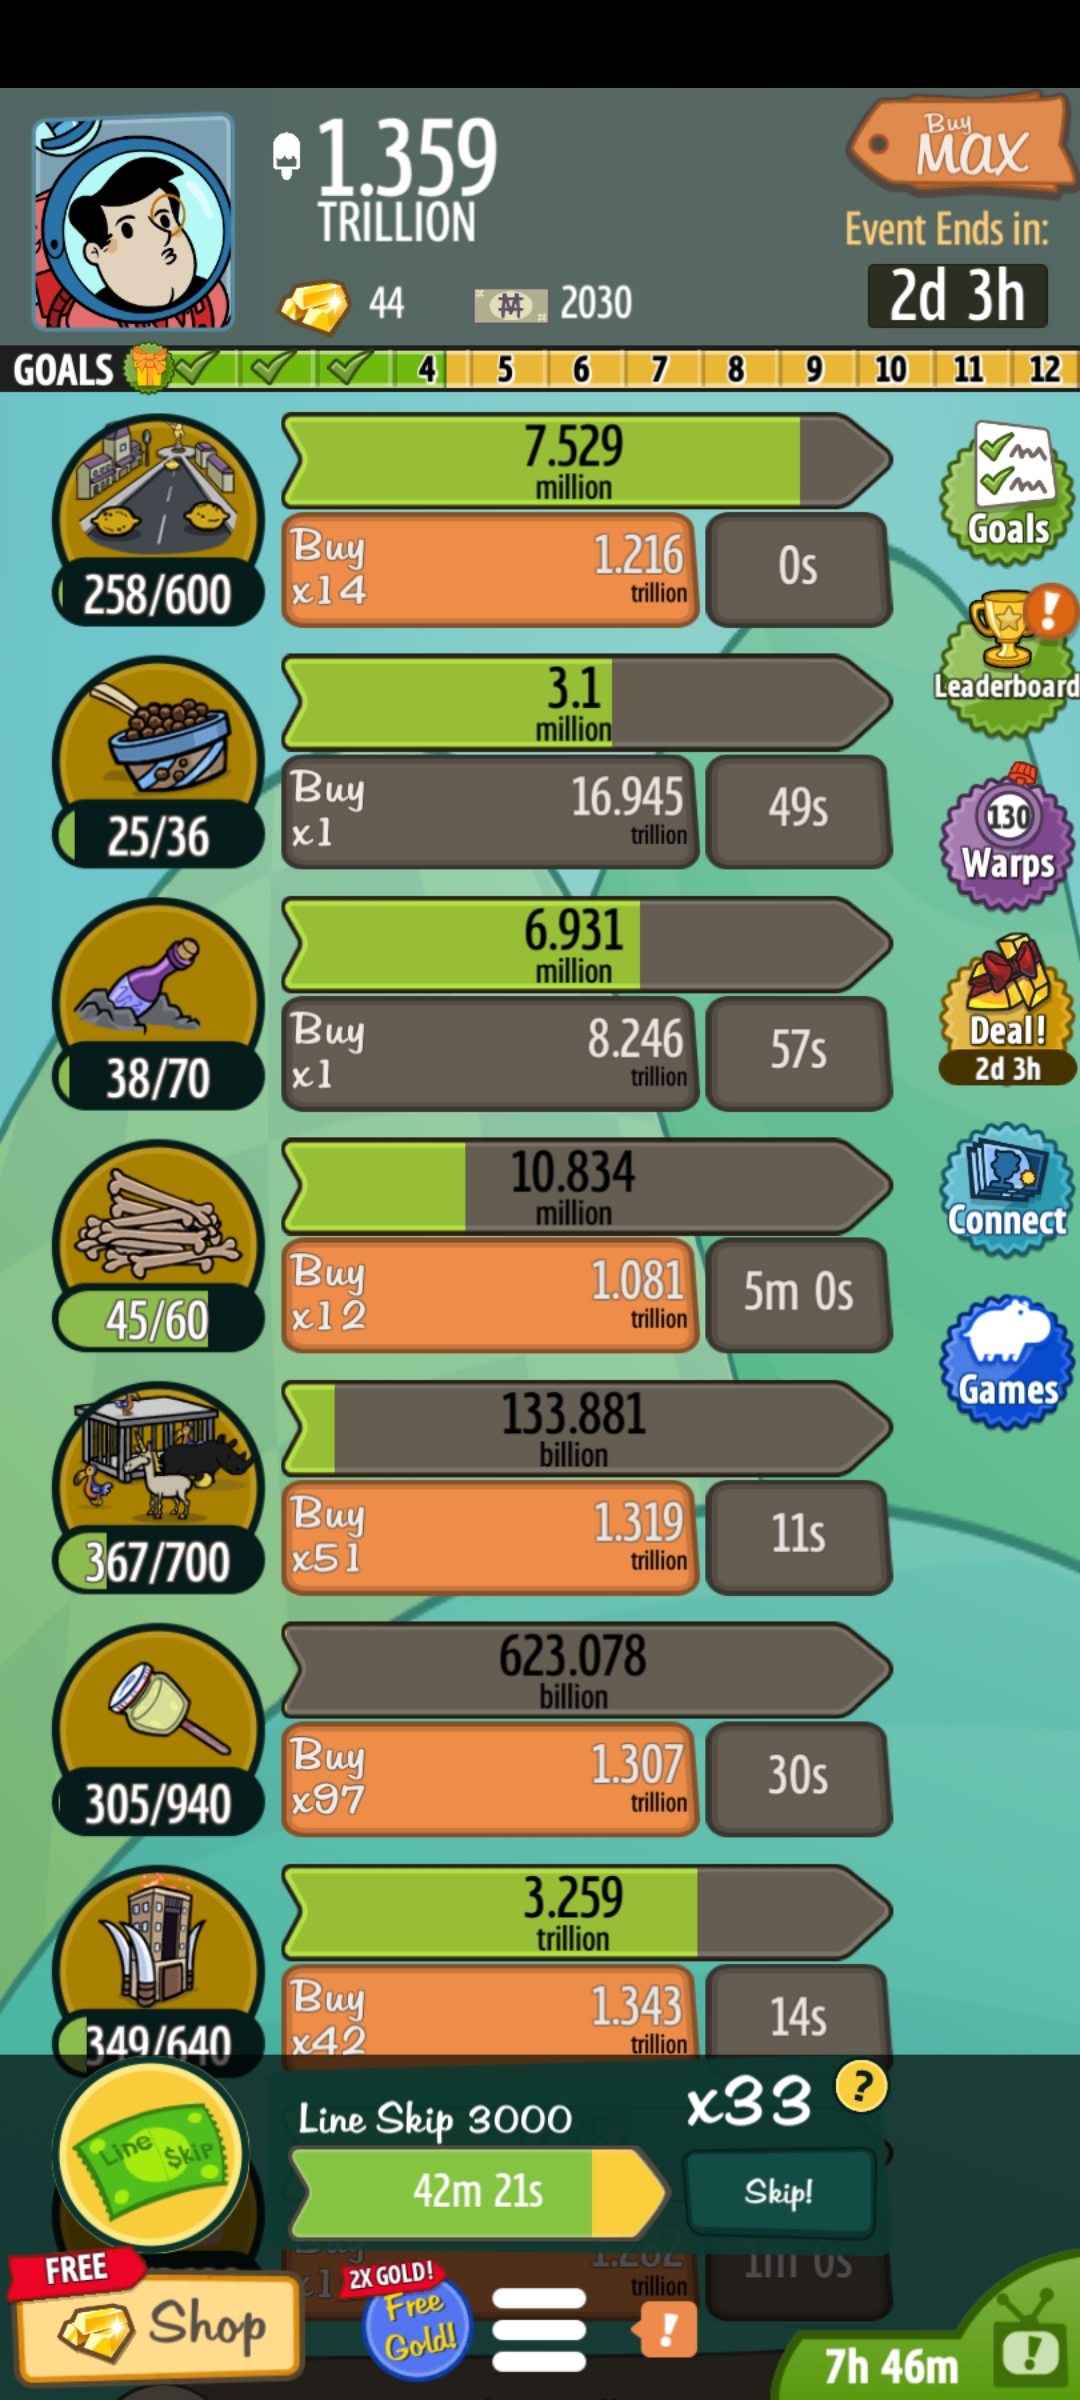 1.359
TRILLION
Buy
MAX
Event Ends in:
2d 3h
44
2030
GOALS 4 5 6 7 8 9 10 11 12
7.529
million
Buy
x14
1.216
trillion
0s
258/600
Goals
3.1
million
Buy
x1
16.945
trillion
49s
25/36
!
Leaderboard
130
Warps
6.931
million
Buy
x1
8.246
trillion
57s
38/70
Deal!
2d 3h
10.834
million
Buy
x12
1.081
trillion
5m 0s
45/60
Connect
133.881
billion
Buy
x51
1.319
trillion
11s
367/700
Games
623.078
billion
Buy
x97
1.307
trillion
30s
305/940
3.259
trillion
Buy
x42
1.343
trillion
14s
349/640
Line Skip
Line Skip 3000
x33
?
42m 21s
Skip!
Buy
x1
trillion
1m 0s
FREE
Shop
2X GOLD!
Free
Gold!
!
7h 46m
!